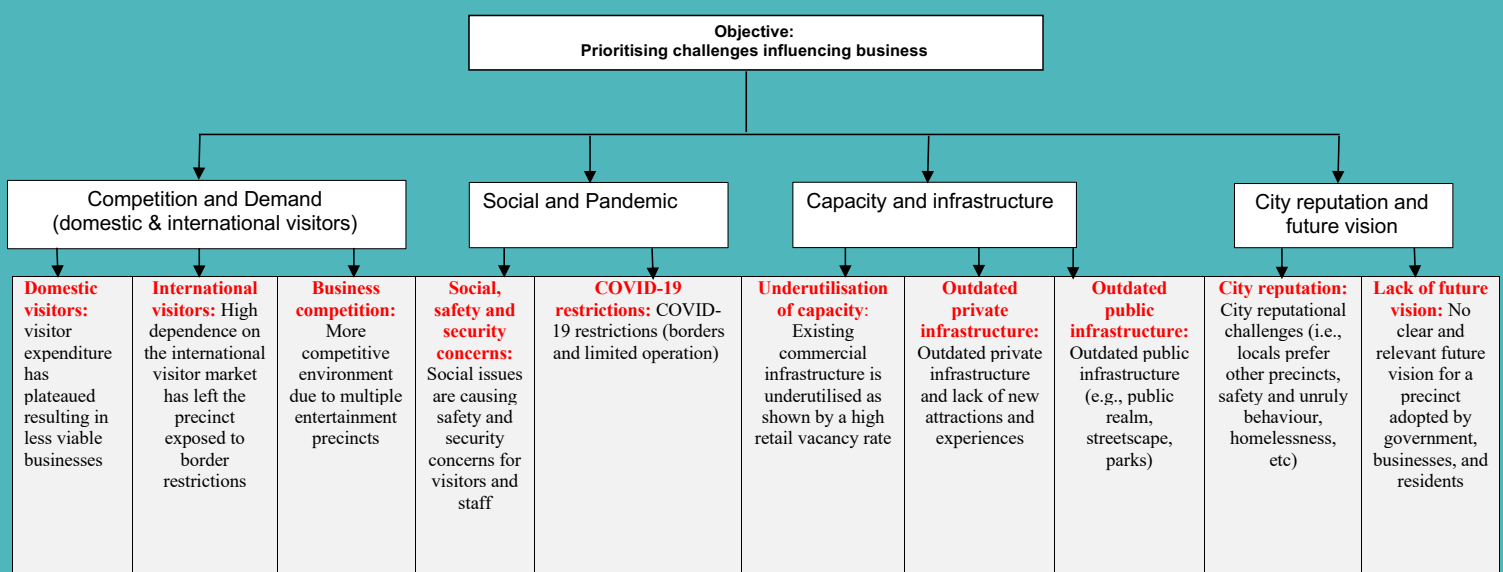 Objective:
Prioritising challenges influencing business
Competition and Demand
(domestic & international visitors)
Social and Pandemic
Capacity and infrastructure
City reputation and
future vision
Domestic
visitors:
visitor
expenditure
has
plateaued
resulting in
less viable
businesses
International
visitors: High
dependence on
the international
visitor market
has left the
precinct
exposed to
border
restrictions
Business
competition:
More
competitive
environment
due to multiple
entertainment
precincts
Social,
safety and
security
concerns:
Social issues
are causing
safety and
security
concerns for
visitors and
staff
COVID-19
restrictions: COVID-
19 restrictions (borders
and limited operation)
Underutilisation
of capacity:
Existing
commercial
infrastructure is
underutilised as
shown by a high
retail vacancy rate
Outdated
private
infrastructure:
Outdated private
infrastructure
and lack of new
attractions and
experiences
Outdated
public
infrastructure:
Outdated public
infrastructure
(e.g., public
realm,
streetscape,
parks)
City reputation:
City reputational
challenges (i.e.,
locals prefer
other precincts,
safety and unruly
behaviour,
homelessness,
etc)
Lack of future
vision: No
clear and
relevant future
vision for a
precinct
adopted by
government,
businesses, and
residents